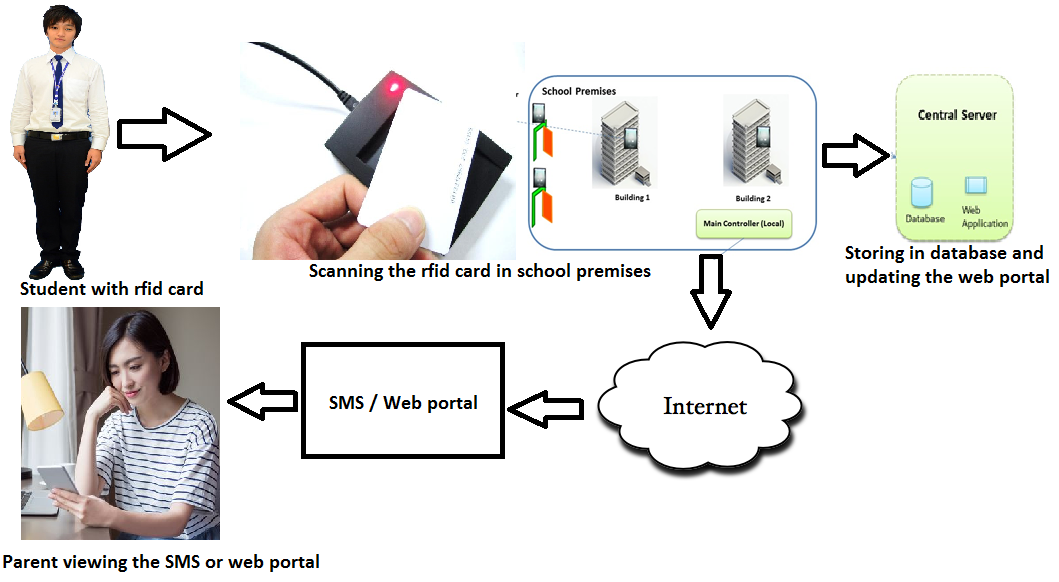 School Premises
Building 1
Building 2
Main Controller (Local)
Central Server
Database
Web
Application
Student with rfid card
Scanning the rfid card in school premises
Storing in database and
updating the web portal
SMS / Web portal
Internet
Parent viewing the SMS or web portal